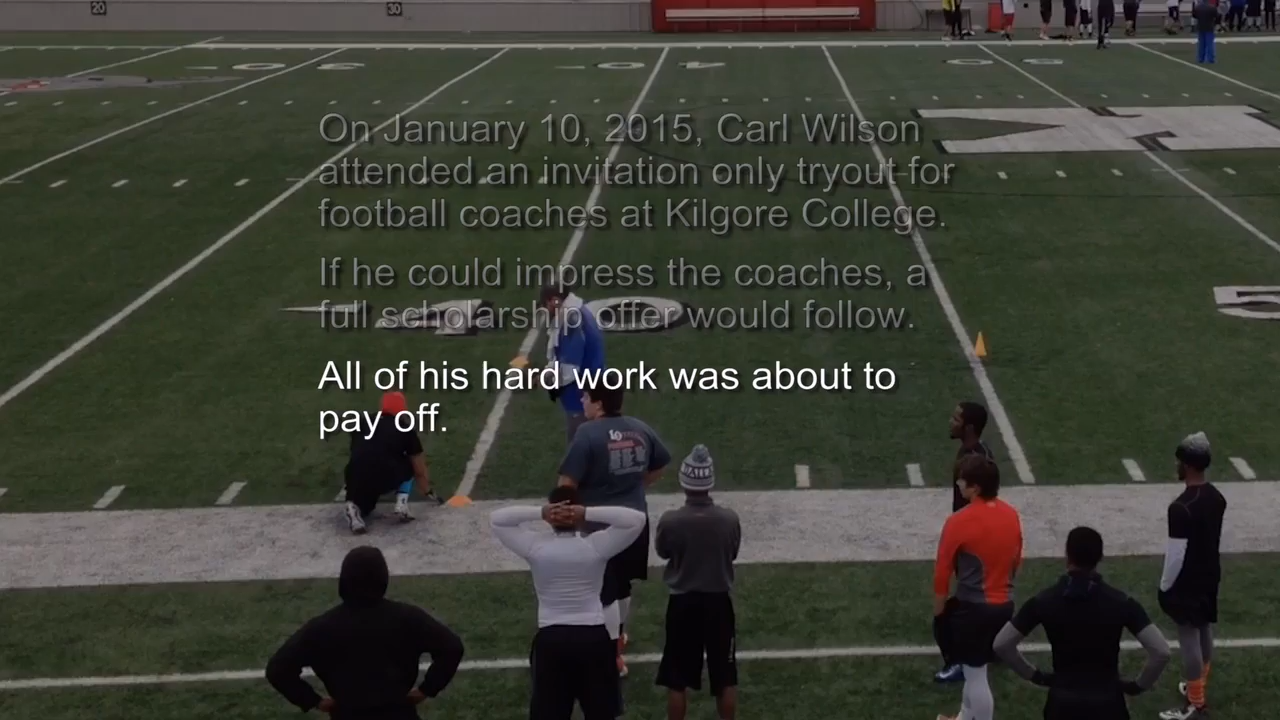 20
30
On January 10, 2015, Carl Wilson
attended an invitation only tryout for
football coaches at Kilgore College.
If he could impress the coaches, a
full scholarship offer would follow.
All of his hard work was about to
pay off.